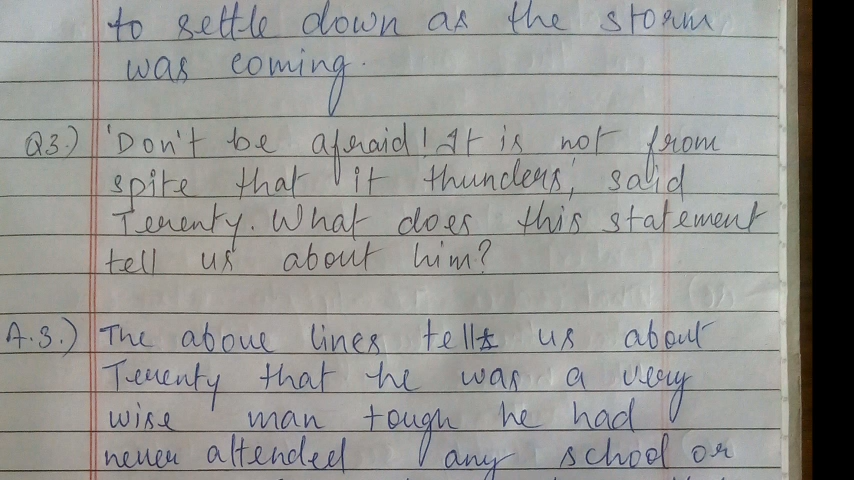 to settle down as the storm
was coming.
Q3.) 'Don't be afraid! It is not from
spite that it thunders', said
Terenty. What does this statement
tell us about him?
A.3.) The above lines tell us about
Terenty that he was a very
wise man tough he had
never attended any school or